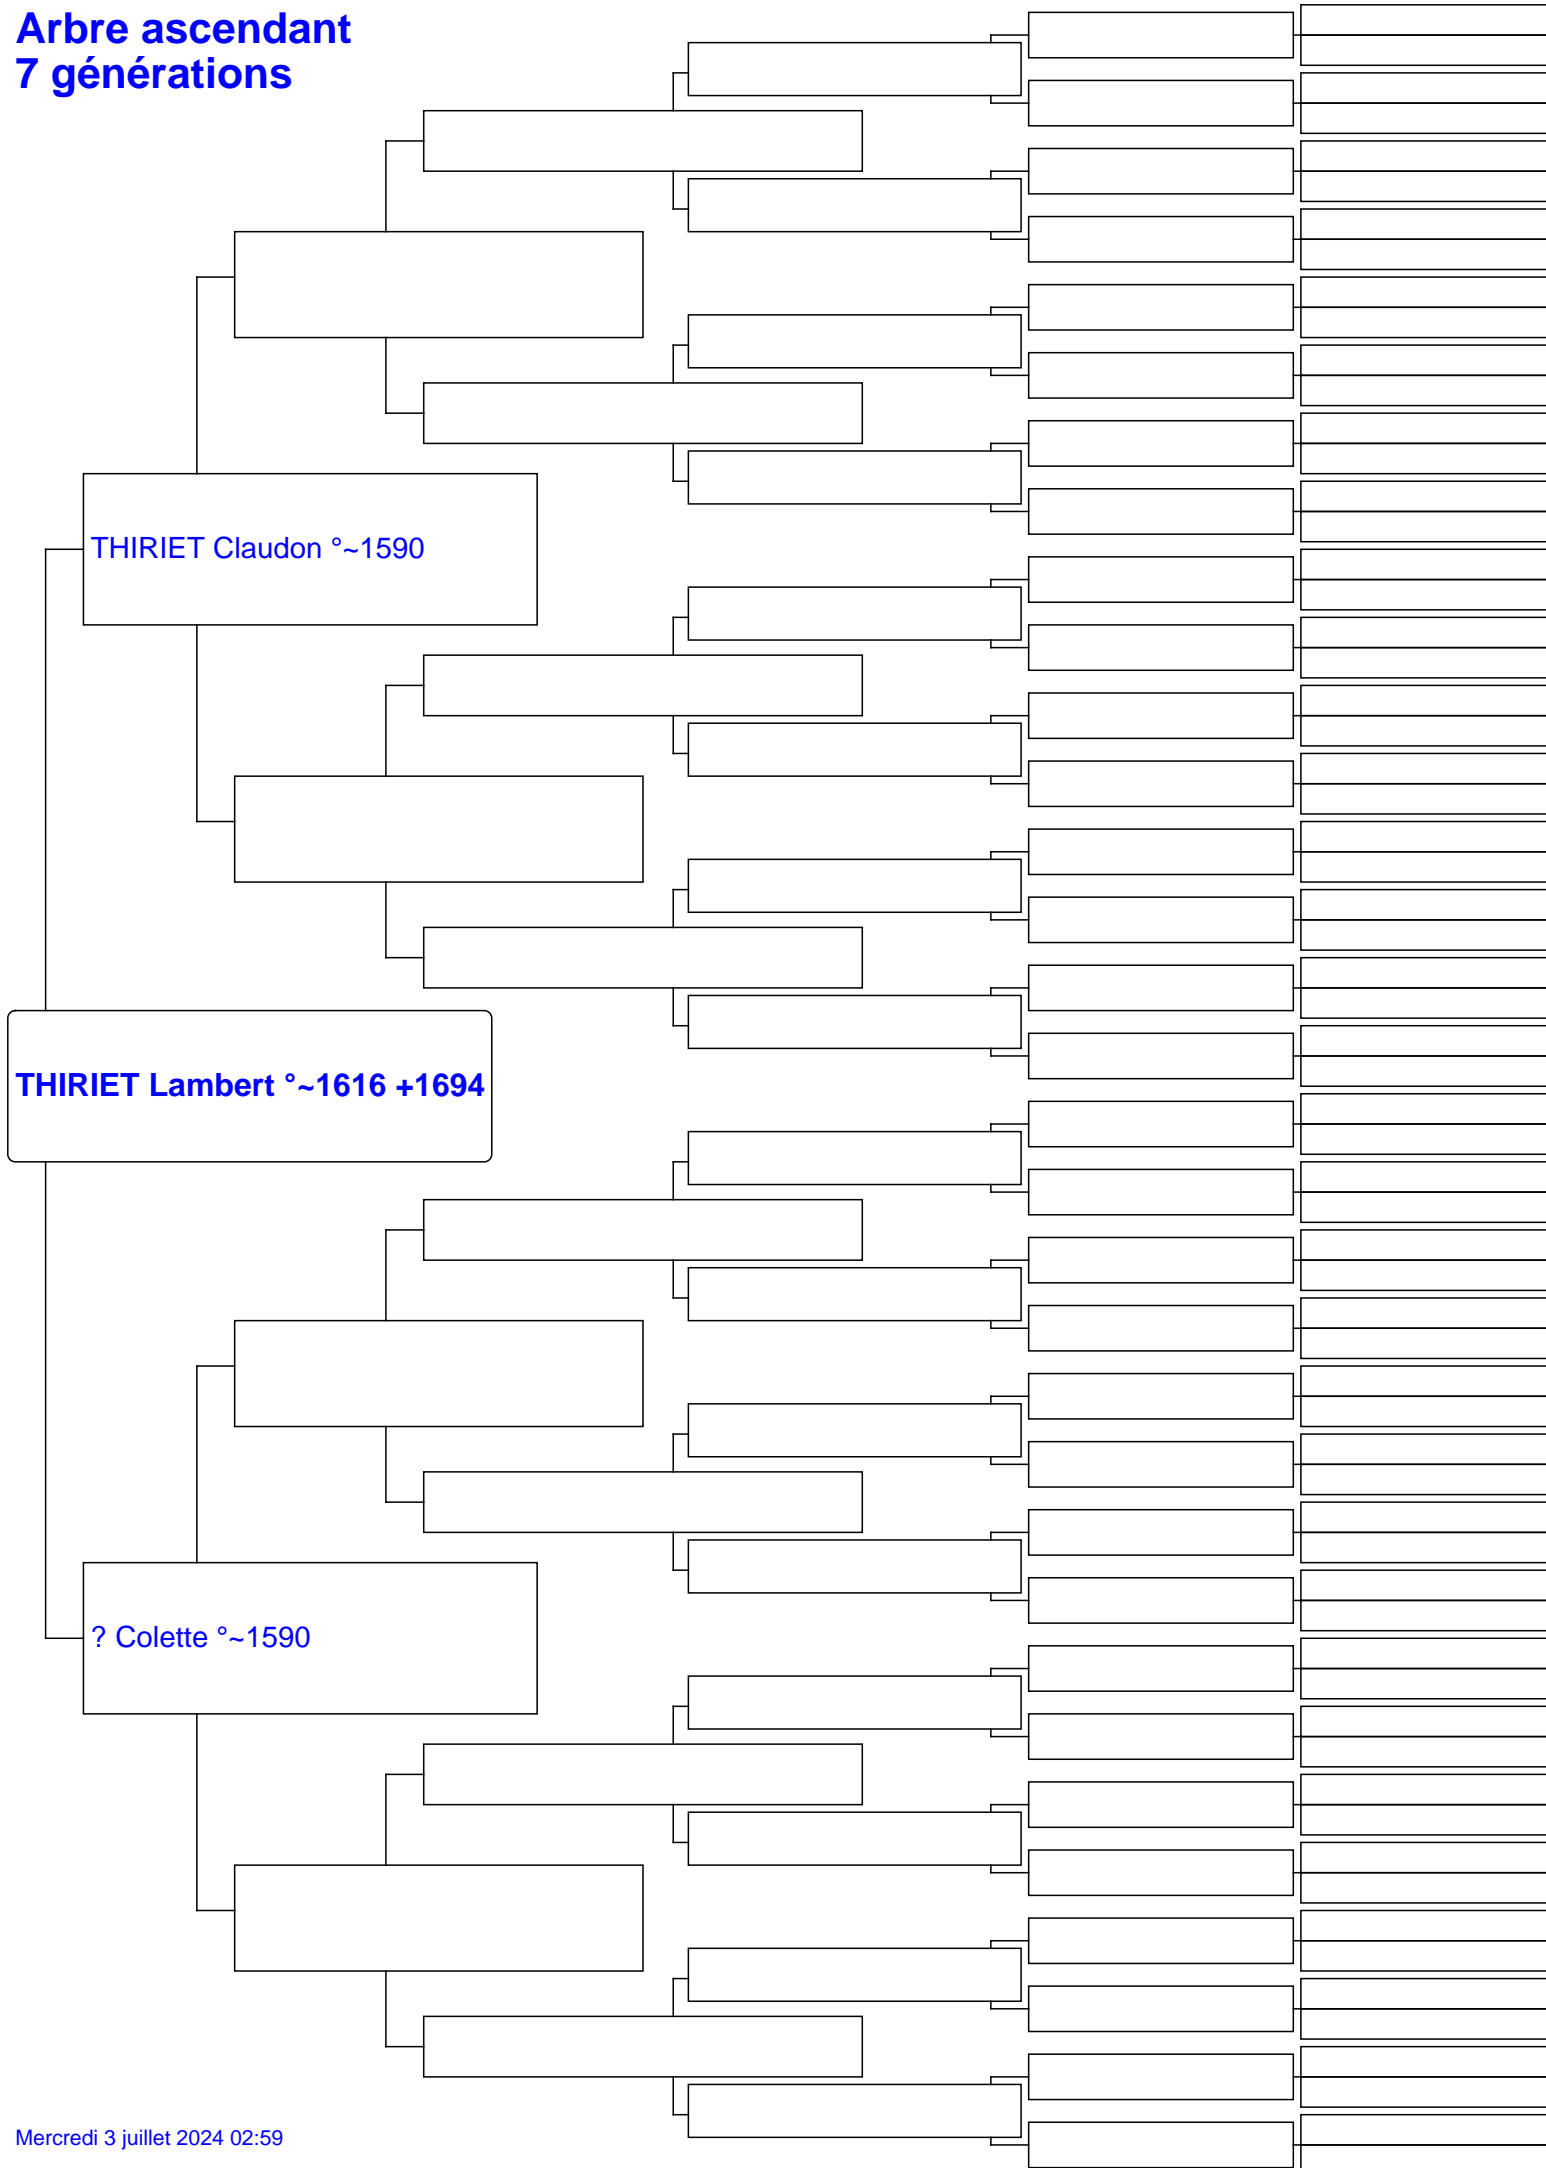 Arbre ascendant
7 générations
THIRIET Claudon °~1590
THIRIET Lambert °~1616 +1694
? Colette °~1590
Mercredi 3 juillet 2024 02:59